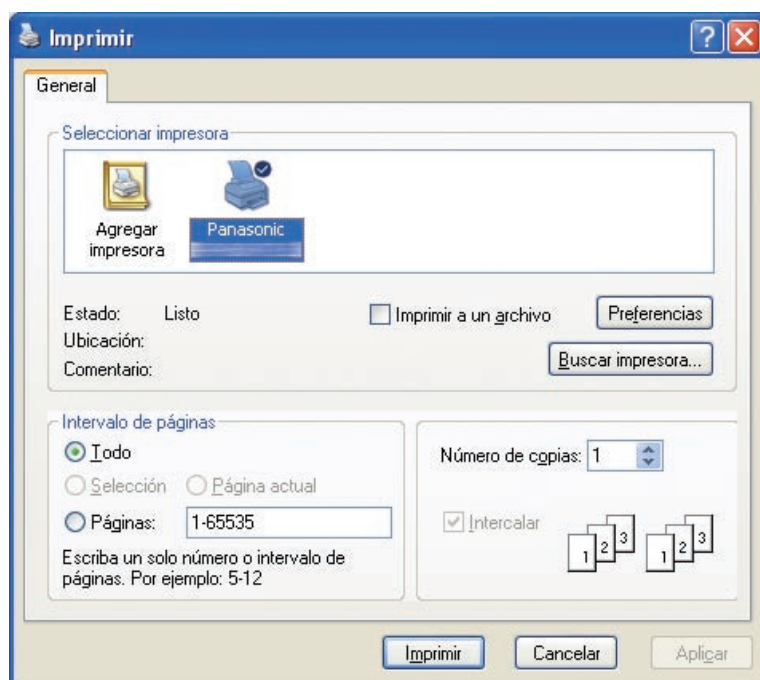 Imprimir
General
Seleccionar impresora
Agregar
impresora
Panasonic
Estado: Listo
Imprimir a un archivo
Preferencias
Ubicación:
Comentario:
Buscar impresora...
Intervalo de páginas
Todo
Selección Página actual
Páginas: 1-65535
Escriba un solo número o intervalo de
páginas. Por ejemplo: 5-12
Número de copias: 1
Intercalar
1 2 3 1 2 3
Imprimir Cancelar Aplicar